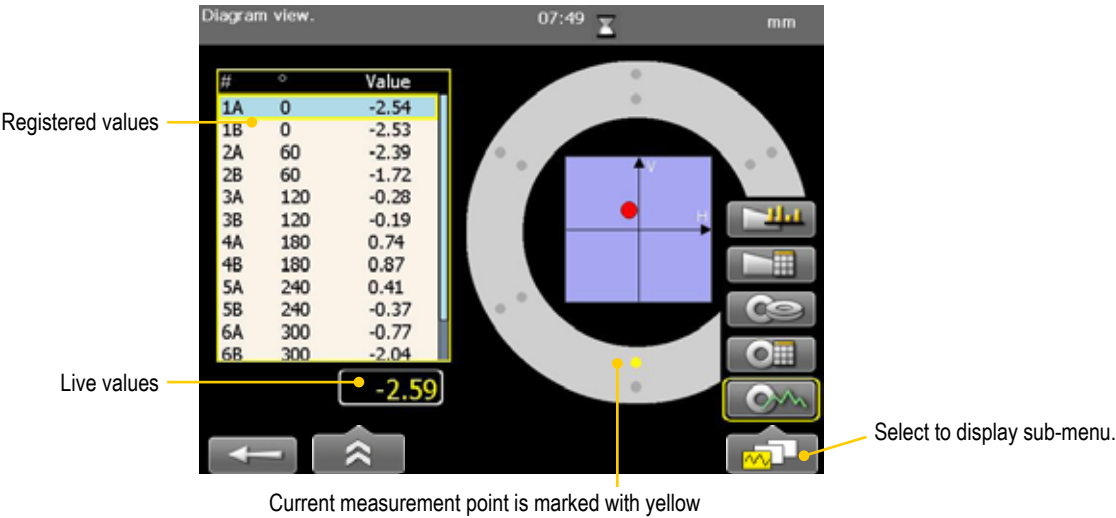 Diagram view. 07:49 mm
# ° Value
1A 0 -2.54
1B 0 -2.53
2A 60 -2.39
2B 60 -1.72
3A 120 -0.28
3B 120 -0.19
4A 180 0.74
4B 180 0.87
5A 240 0.41
5B 240 -0.37
6A 300 -0.77
6B 300 -2.04
Registered values
V
H
Live values
-2.59
Select to display sub-menu.
Current measurement point is marked with yellow